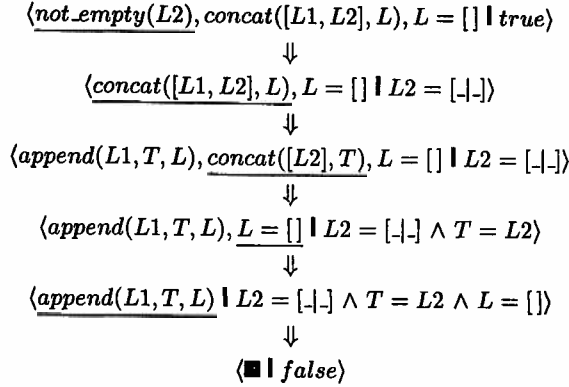 ⟨not_empty(L2), concat([L1, L2], L), L = [] ▌ true⟩
⇓
⟨concat([L1, L2], L), L = [] ▌ L2 = [_|_]⟩
⇓
⟨append(L1, T, L), concat([L2], T), L = [] ▌ L2 = [_|_]⟩
⇓
⟨append(L1, T, L), L = [] ▌ L2 = [_|_] ∧ T = L2⟩
⇓
⟨append(L1, T, L) ▌ L2 = [_|_] ∧ T = L2 ∧ L = []⟩
⇓
⟨■ ▌ false⟩